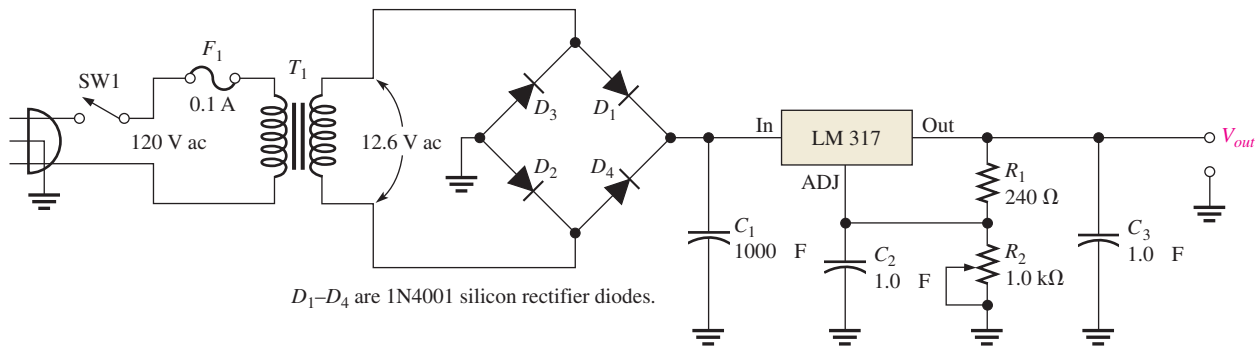 SW1
F1
0.1 A
T1
120 V ac
12.6 V ac
D3
D1
D2
D4
In
LM 317
Out
ADJ
Vout
R1
240 Ω
C1
1000 F
C2
1.0 F
R2
1.0 kΩ
C3
1.0 F
D1–D4 are 1N4001 silicon rectifier diodes.